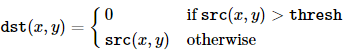 dst(x, y) = { 0 if src(x, y) > thresh
src(x, y) otherwise